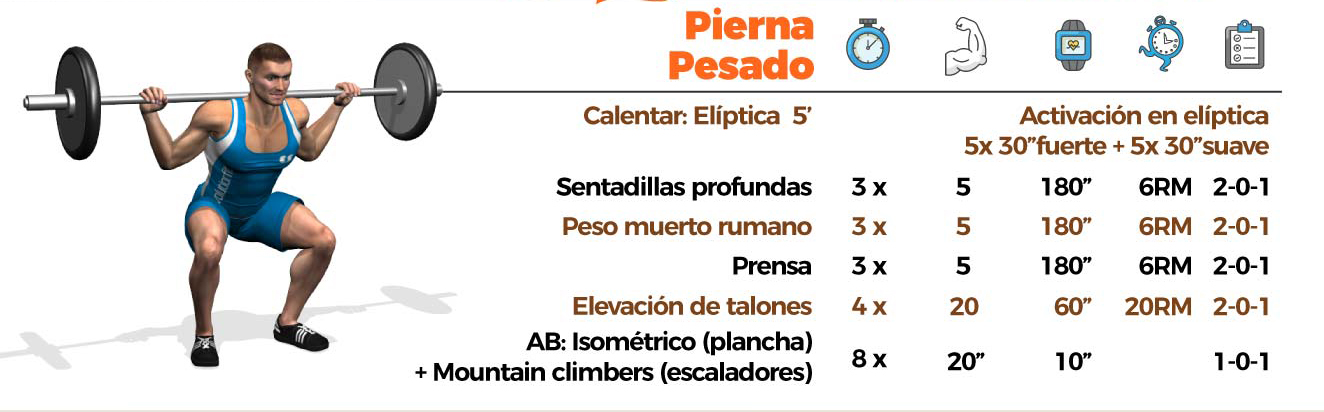 Pierna
Pesado
Calentar: Elíptica 5’ Activación en elíptica
5x 30”fuerte + 5x 30”suave
Sentadillas profundas 3 x 5 180” 6RM 2-0-1
Peso muerto rumano 3 x 5 180” 6RM 2-0-1
Prensa 3 x 5 180” 6RM 2-0-1
Elevación de talones 4 x 20 60” 20RM 2-0-1
AB: Isométrico (plancha)
+ Mountain climbers (escaladores) 8 x 20” 10” 1-0-1